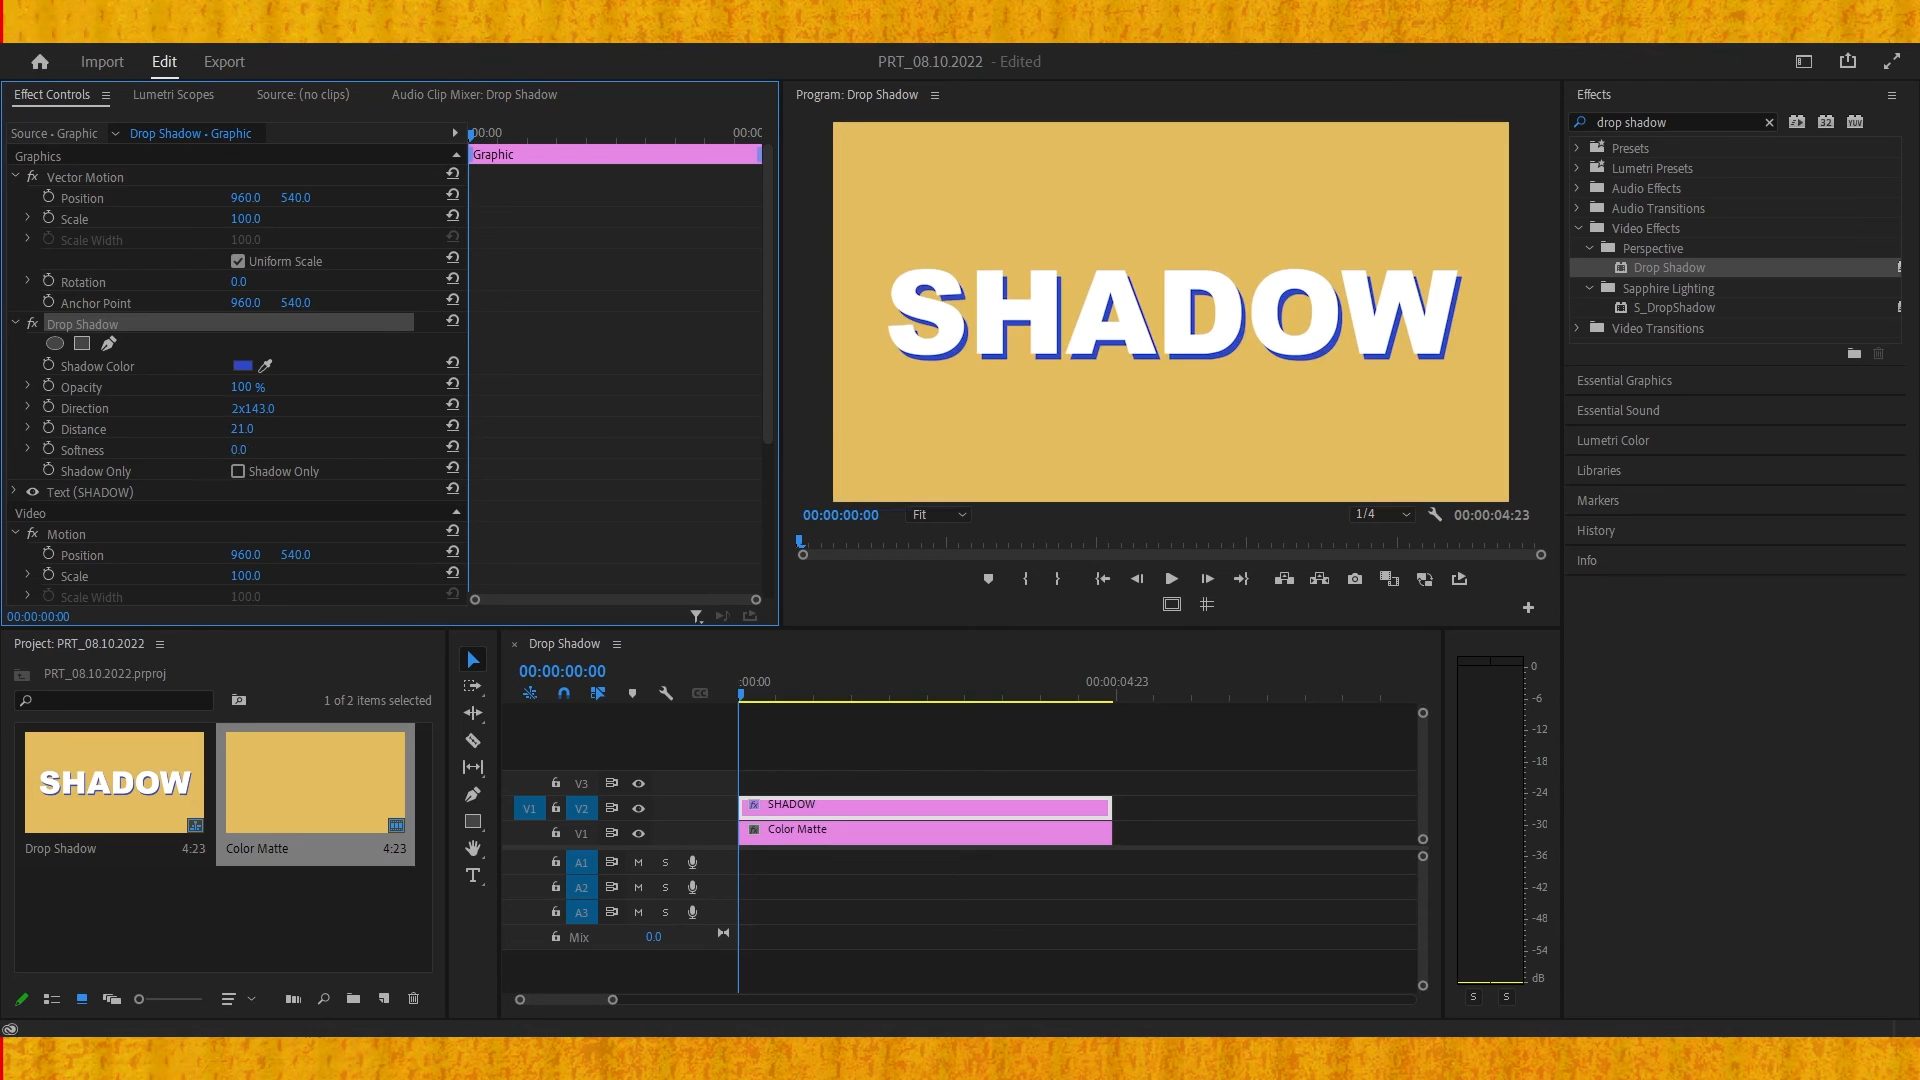 Import Edit Export PRT_08.10.2022 - Edited
Effect Controls Lumetri Scopes Source: (no clips) Audio Clip Mixer: Drop Shadow
Source - Graphic Drop Shadow - Graphic
:00:00 00:00
Graphics
Graphic
fx Vector Motion
Position 960.0 540.0
Scale 100.0
Scale Width 100.0
Uniform Scale
Rotation 0.0
Anchor Point 960.0 540.0
fx Drop Shadow
Shadow Color
Opacity 100 %
Direction 2x143.0
Distance 21.0
Softness 0.0
Shadow Only Shadow Only
Text (SHADOW)
Video
fx Motion
Position 960.0 540.0
Scale 100.0
Scale Width 100.0
00:00:00:00
Program: Drop Shadow
SHADOW
00:00:00:00 Fit 1/4 00:00:04:23
Effects
drop shadow 32 YUV
Presets
Lumetri Presets
Audio Effects
Audio Transitions
Video Effects
Perspective
Drop Shadow
Sapphire Lighting
S_DropShadow
Video Transitions
Essential Graphics
Essential Sound
Lumetri Color
Libraries
Markers
History
Info
Project: PRT_08.10.2022
PRT_08.10.2022.prproj
1 of 2 items selected
SHADOW
Drop Shadow 4:23
Color Matte 4:23
T
× Drop Shadow
00:00:00:00
CC
:00:00 00:00:04:23
V3
V1 V2 fx SHADOW
V1 fx Color Matte
A1 M S
A2 M S
A3 M S
Mix 0.0
0
-6
-12
-18
-24
-30
-36
-42
-48
-54
dB
S S